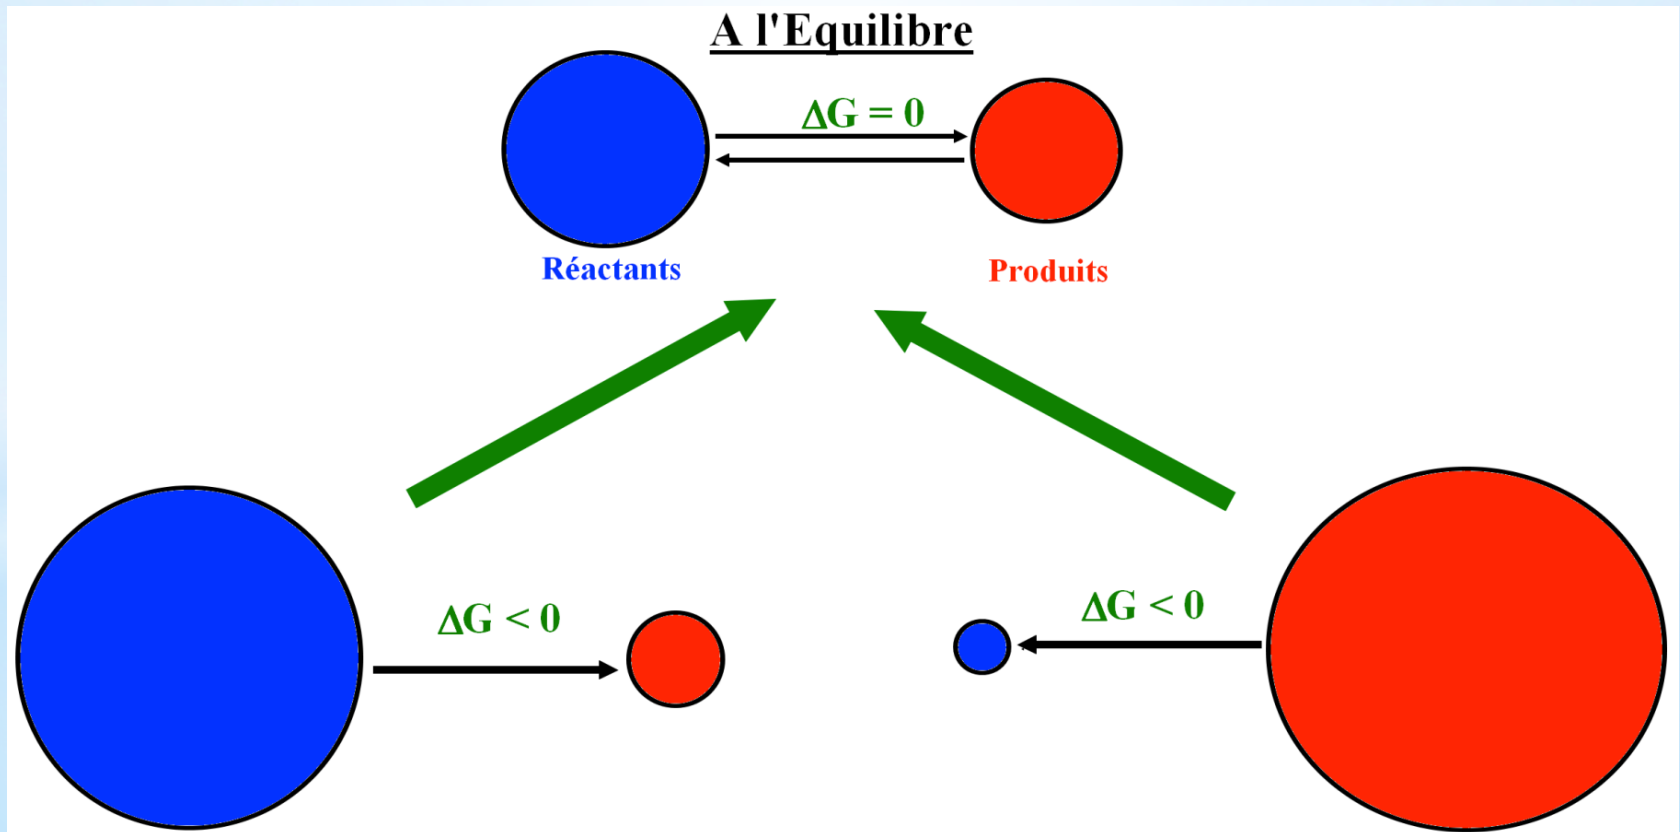 A l'Equilibre
ΔG = 0
Réactants
Produits
ΔG < 0
ΔG < 0